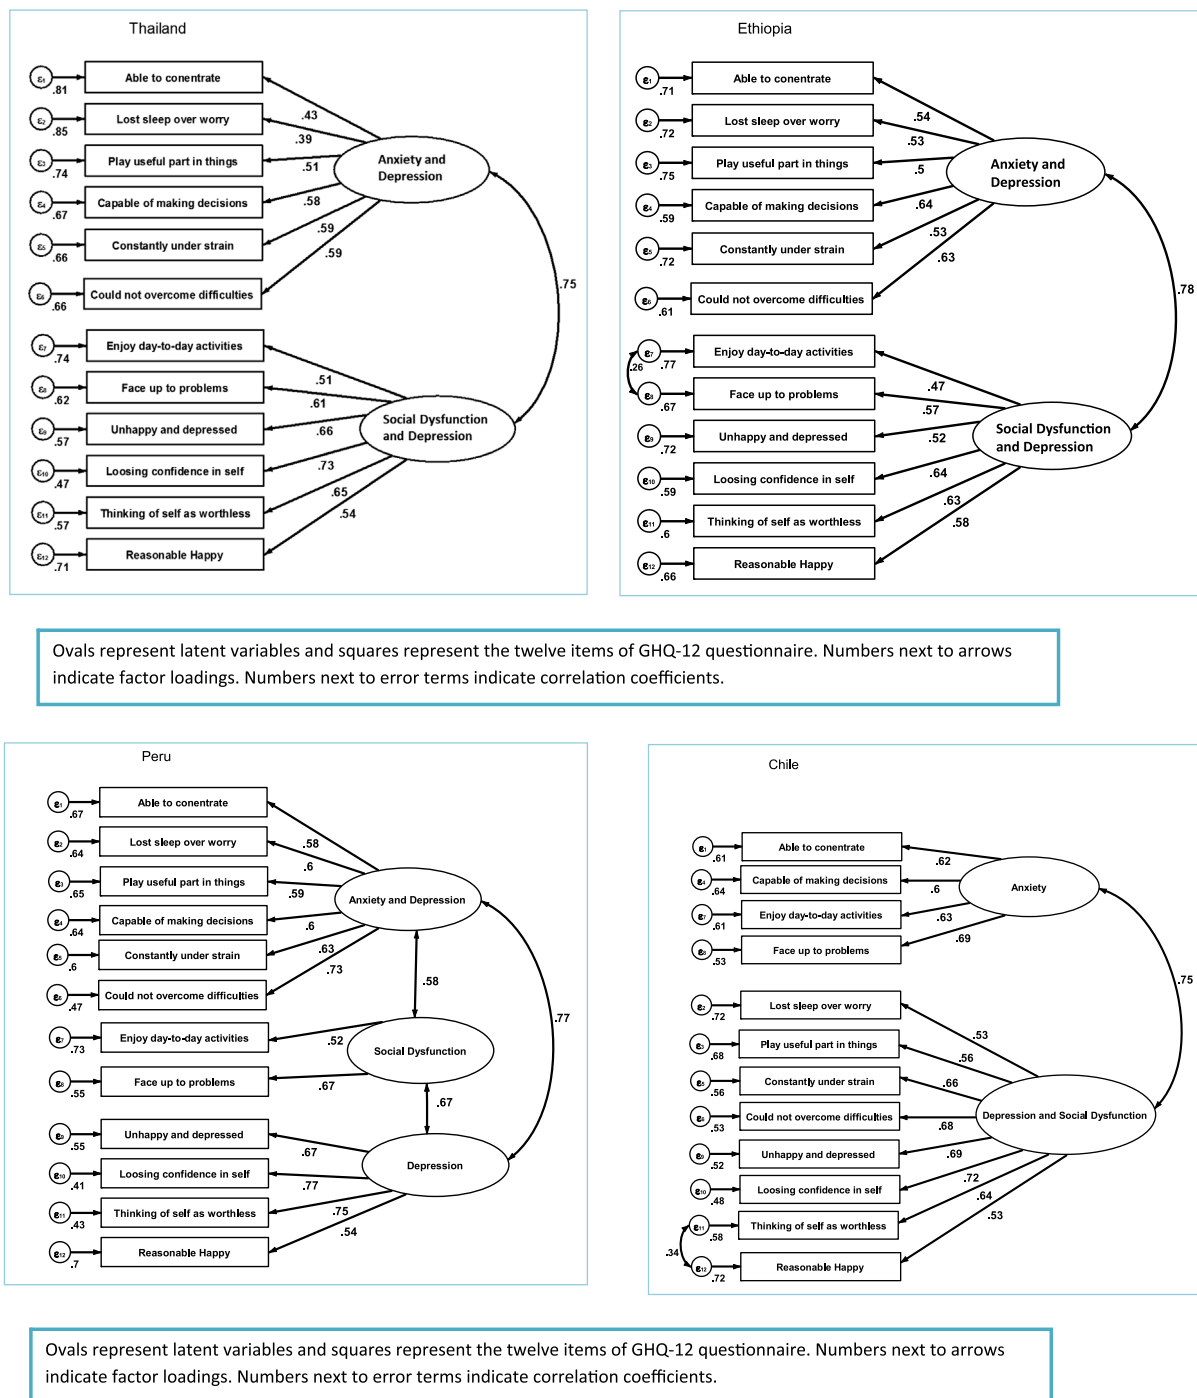 Thailand
ε1
.81
Able to conentrate
.43
ε2
.85
Lost sleep over worry
.39
ε3
.74
Play useful part in things
.51
Anxiety and
Depression
ε4
.67
Capable of making decisions
.58
ε5
.66
Constantly under strain
.59
ε6
.66
Could not overcome difficulties
.59
.75
ε7
.74
Enjoy day-to-day activities
.51
ε8
.62
Face up to problems
.61
ε9
.57
Unhappy and depressed
.66
Social Dysfunction
and Depression
ε10
.47
Loosing confidence in self
.73
ε11
.57
Thinking of self as worthless
.65
ε12
.71
Reasonable Happy
.54
Ethiopia
ε1
.71
Able to conentrate
.54
ε2
.72
Lost sleep over worry
.53
ε3
.75
Play useful part in things
.5
Anxiety and
Depression
ε4
.59
Capable of making decisions
.64
ε5
.72
Constantly under strain
.53
ε6
.61
Could not overcome difficulties
.63
.78
ε7
.77
Enjoy day-to-day activities
.47
.26
ε8
.67
Face up to problems
.57
ε9
.72
Unhappy and depressed
.52
Social Dysfunction
and Depression
ε10
.59
Loosing confidence in self
.64
ε11
.6
Thinking of self as worthless
.63
ε12
.66
Reasonable Happy
.58
Ovals represent latent variables and squares represent the twelve items of GHQ-12 questionnaire. Numbers next to arrows
indicate factor loadings. Numbers next to error terms indicate correlation coefficients.
Peru
ε1
.67
Able to conentrate
.58
ε2
.64
Lost sleep over worry
.6
ε3
.65
Play useful part in things
.59
Anxiety and Depression
ε4
.64
Capable of making decisions
.6
ε5
.6
Constantly under strain
.63
ε6
.47
Could not overcome difficulties
.73
.58
.77
ε7
.73
Enjoy day-to-day activities
.52
Social Dysfunction
ε8
.55
Face up to problems
.67
.67
ε9
.55
Unhappy and depressed
.67
Depression
ε10
.41
Loosing confidence in self
.77
ε11
.43
Thinking of self as worthless
.75
ε12
.7
Reasonable Happy
.54
Chile
ε1
.61
Able to conentrate
.62
ε4
.64
Capable of making decisions
.6
Anxiety
ε7
.61
Enjoy day-to-day activities
.63
ε8
.53
Face up to problems
.69
.75
ε2
.72
Lost sleep over worry
.53
ε3
.68
Play useful part in things
.56
ε5
.56
Constantly under strain
.66
ε6
.53
Could not overcome difficulties
.68
Depression and Social Dysfunction
ε9
.52
Unhappy and depressed
.69
ε10
.48
Loosing confidence in self
.72
ε11
.58
Thinking of self as worthless
.64
.34
ε12
.72
Reasonable Happy
.53
Ovals represent latent variables and squares represent the twelve items of GHQ-12 questionnaire. Numbers next to arrows
indicate factor loadings. Numbers next to error terms indicate correlation coefficients.